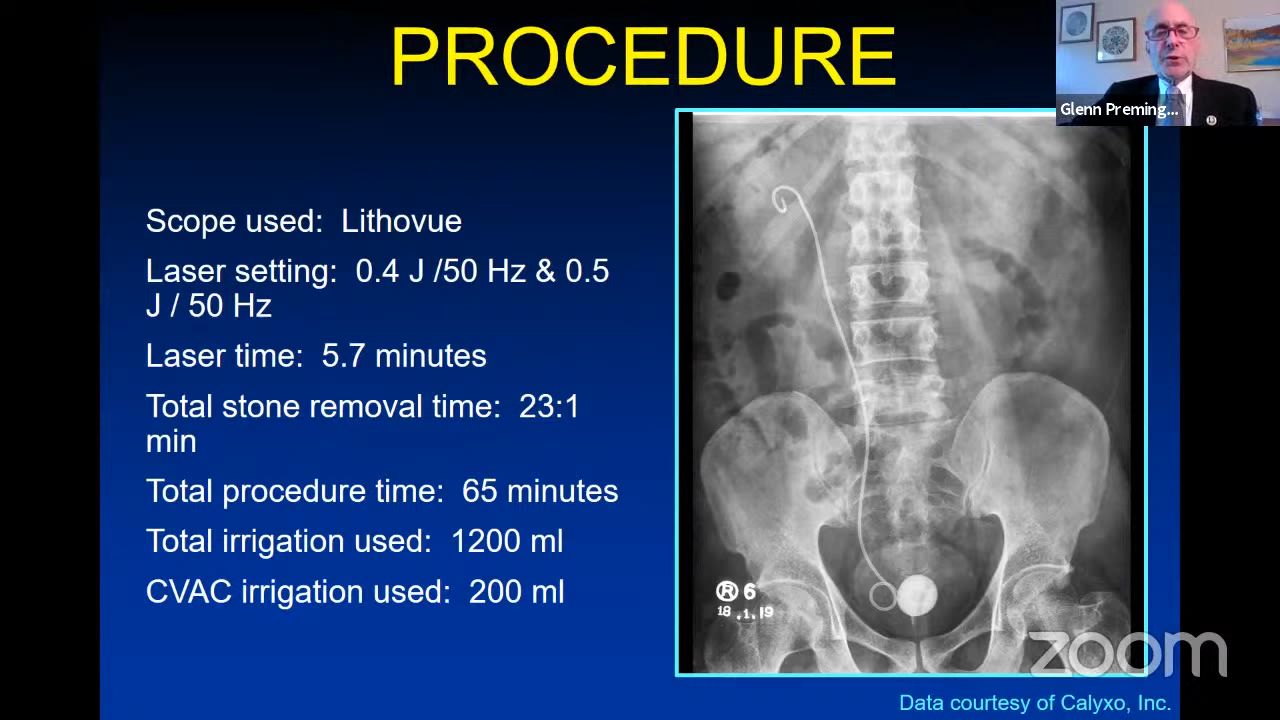 PROCEDURE
Glenn Preming...
Scope used: Lithovue
Laser setting: 0.4 J /50 Hz & 0.5
J / 50 Hz
Laser time: 5.7 minutes
Total stone removal time: 23:1
min
Total procedure time: 65 minutes
Total irrigation used: 1200 ml
CVAC irrigation used: 200 ml
R 6
18 .1.19
zoom
Data courtesy of Calyxo, Inc.